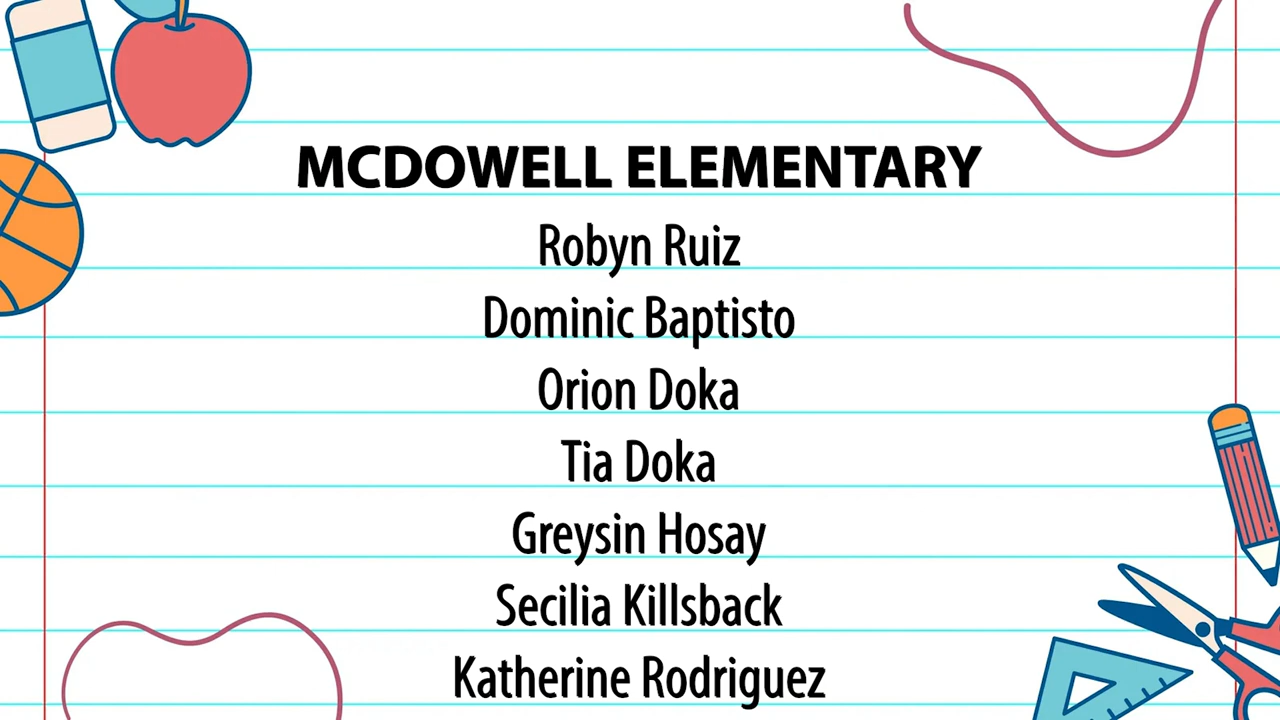 MCDOWELL ELEMENTARY
Robyn Ruiz
Dominic Baptisto
Orion Doka
Tia Doka
Greysin Hosay
Secilia Killsback
Katherine Rodriguez